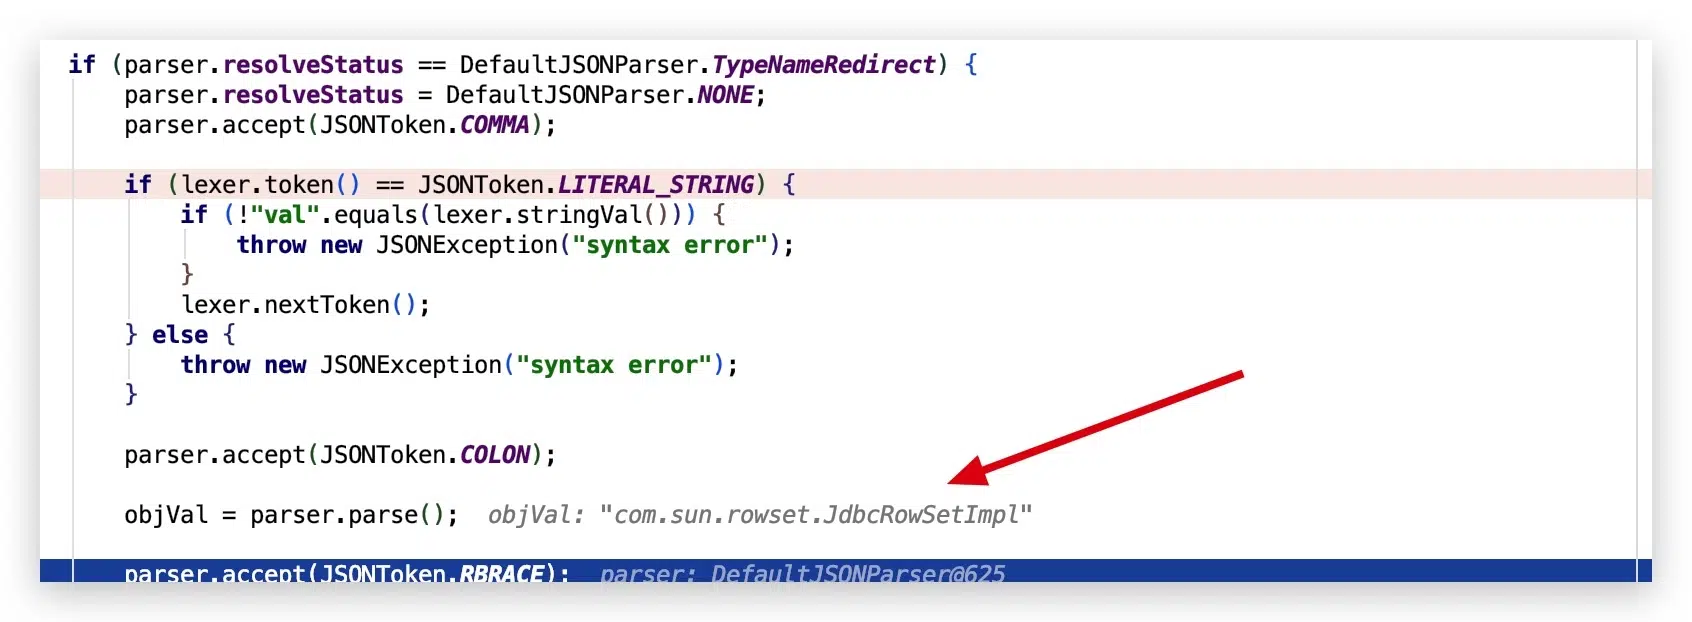 if (parser.resolveStatus == DefaultJSONParser.TypeNameRedirect) {
parser.resolveStatus = DefaultJSONParser.NONE;
parser.accept(JSONToken.COMMA);
if (lexer.token() == JSONToken.LITERAL_STRING) {
if (!"val".equals(lexer.stringVal())) {
throw new JSONException("syntax error");
}
lexer.nextToken();
} else {
throw new JSONException("syntax error");
}
parser.accept(JSONToken.COLON);
objVal = parser.parse(); objVal: "com.sun.rowset.JdbcRowSetImpl"
parser.accept(JSONToken.RBRACE); parser: DefaultJSONParser@625